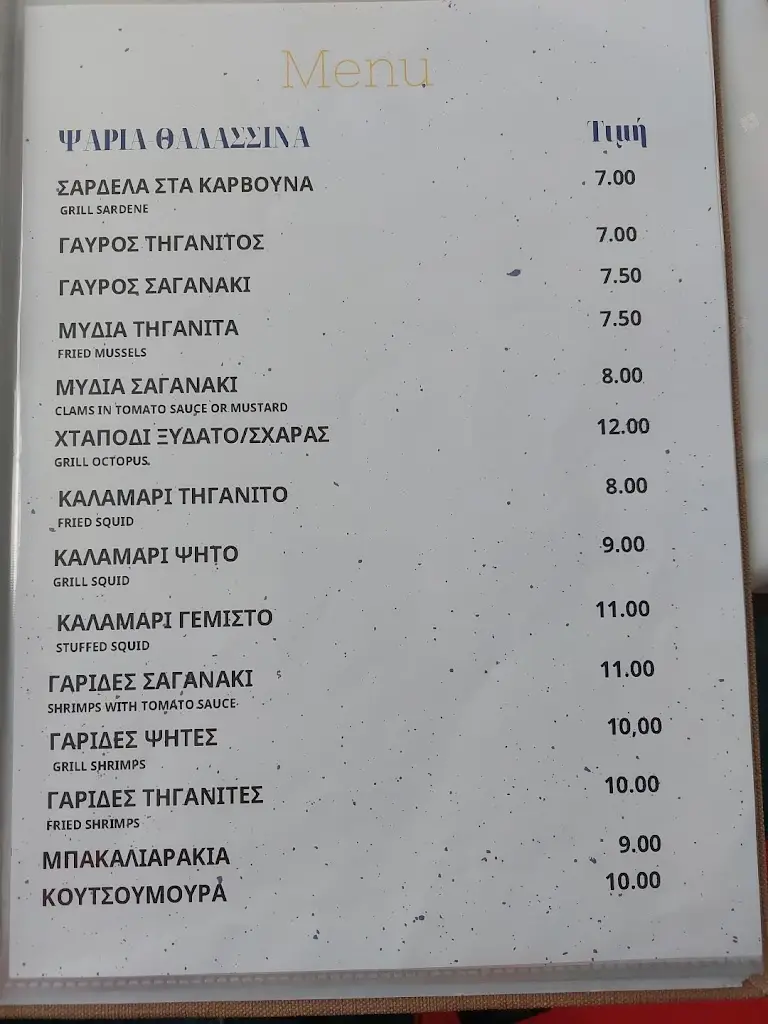 Menu
ΨΑΡΙΑ ΘΑΛΑΣΣΙΝΑ Τιμή
ΣΑΡΔΕΛΑ ΣΤΑ ΚΑΡΒΟΥΝΑ 7.00
GRILL SARDENE
ΓΑΥΡΟΣ ΤΗΓΑΝΙΤΟΣ 7.00
ΓΑΥΡΟΣ ΣΑΓΑΝΑΚΙ 7.50
ΜΥΔΙΑ ΤΗΓΑΝΙΤΑ 7.50
FRIED MUSSELS
ΜΥΔΙΑ ΣΑΓΑΝΑΚΙ 8.00
CLAMS IN TOMATO SAUCE OR MUSTARD
ΧΤΑΠΟΔΙ ΞΥΔΑΤΟ/ΣΧΑΡΑΣ 12.00
GRILL OCTOPUS.
ΚΑΛΑΜΑΡΙ ΤΗΓΑΝΙΤΟ 8.00
FRIED SQUID
ΚΑΛΑΜΑΡΙ ΨΗΤΟ 9.00
GRILL SQUID
ΚΑΛΑΜΑΡΙ ΓΕΜΙΣΤΟ 11.00
STUFFED SQUID
ΓΑΡΙΔΕΣ ΣΑΓΑΝΑΚΙ 11.00
SHRIMPS WITH TOMATO SAUCE
ΓΑΡΙΔΕΣ ΨΗΤΕΣ 10,00
GRILL SHRIMPS
ΓΑΡΙΔΕΣ ΤΗΓΑΝΙΤΕΣ 10.00
FRIED SHRIMPS
ΜΠΑΚΑΛΙΑΡΑΚΙΑ 9.00
ΚΟΥΤΣΟΥΜΟΥΡΑ 10.00